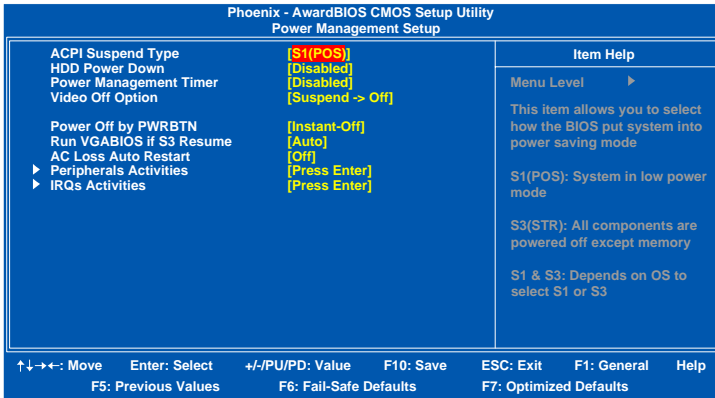 Phoenix - AwardBIOS CMOS Setup Utility
Power Management Setup
ACPI Suspend Type [S1(POS)]
HDD Power Down [Disabled]
Power Management Timer [Disabled]
Video Off Option [Suspend -> Off]
Power Off by PWRBTN [Instant-Off]
Run VGABIOS if S3 Resume [Auto]
AC Loss Auto Restart [Off]
Peripherals Activities [Press Enter]
IRQs Activities [Press Enter]
Item Help
Menu Level
This item allows you to select
how the BIOS put system into
power saving mode
S1(POS): System in low power
mode
S3(STR): All components are
powered off except memory
S1 & S3: Depends on OS to
select S1 or S3
↑↓→←: Move Enter: Select +/-/PU/PD: Value F10: Save ESC: Exit F1: General Help
F5: Previous Values F6: Fail-Safe Defaults F7: Optimized Defaults